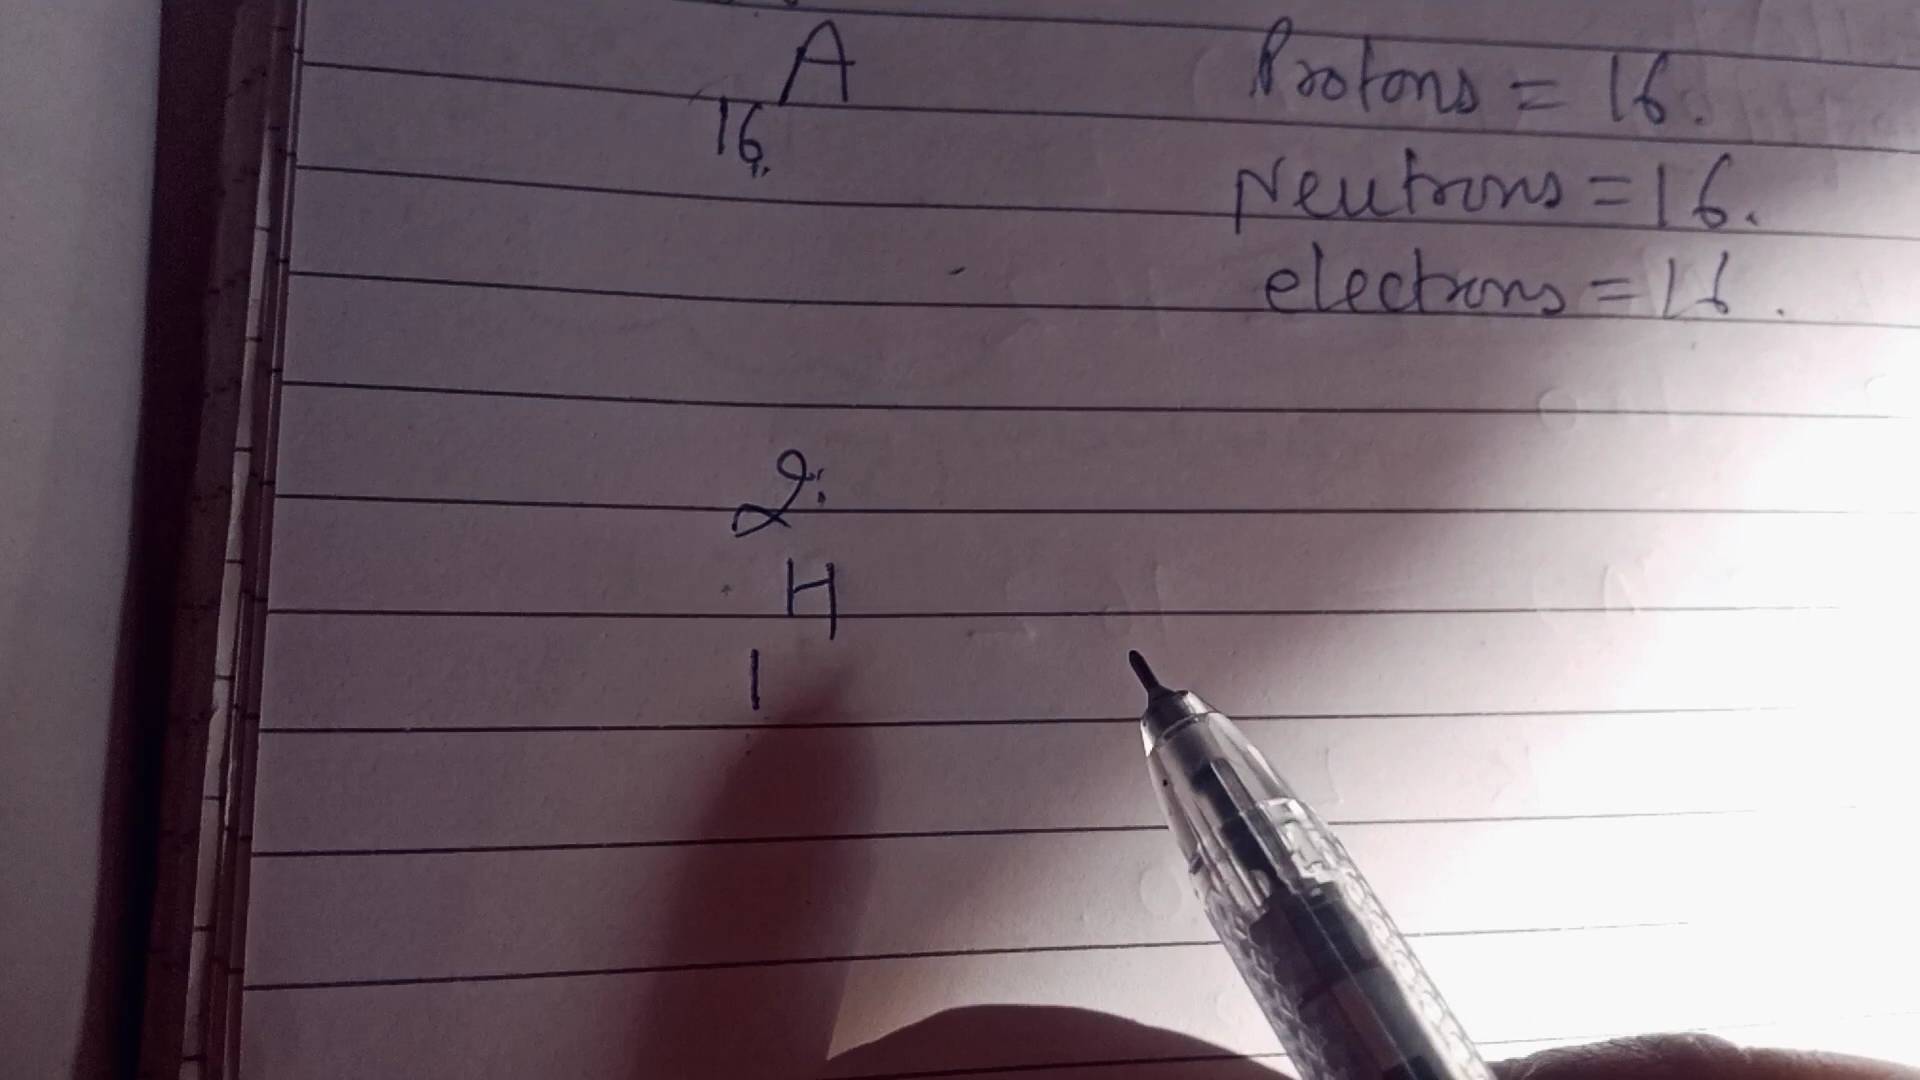 A
16
Protons = 16.
Neutrons = 16.
electrons = 16.
2
H
1